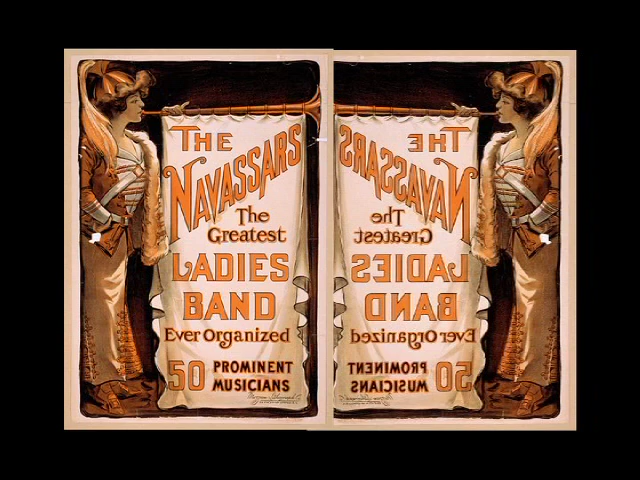 THE
NAVASSARS
The
Greatest
LADIES
BAND
Ever Organized
50 PROMINENT
MUSICIANS
THE
NAVASSARS
The
Greatest
LADIES
BAND
Ever Organized
50 PROMINENT
MUSICIANS